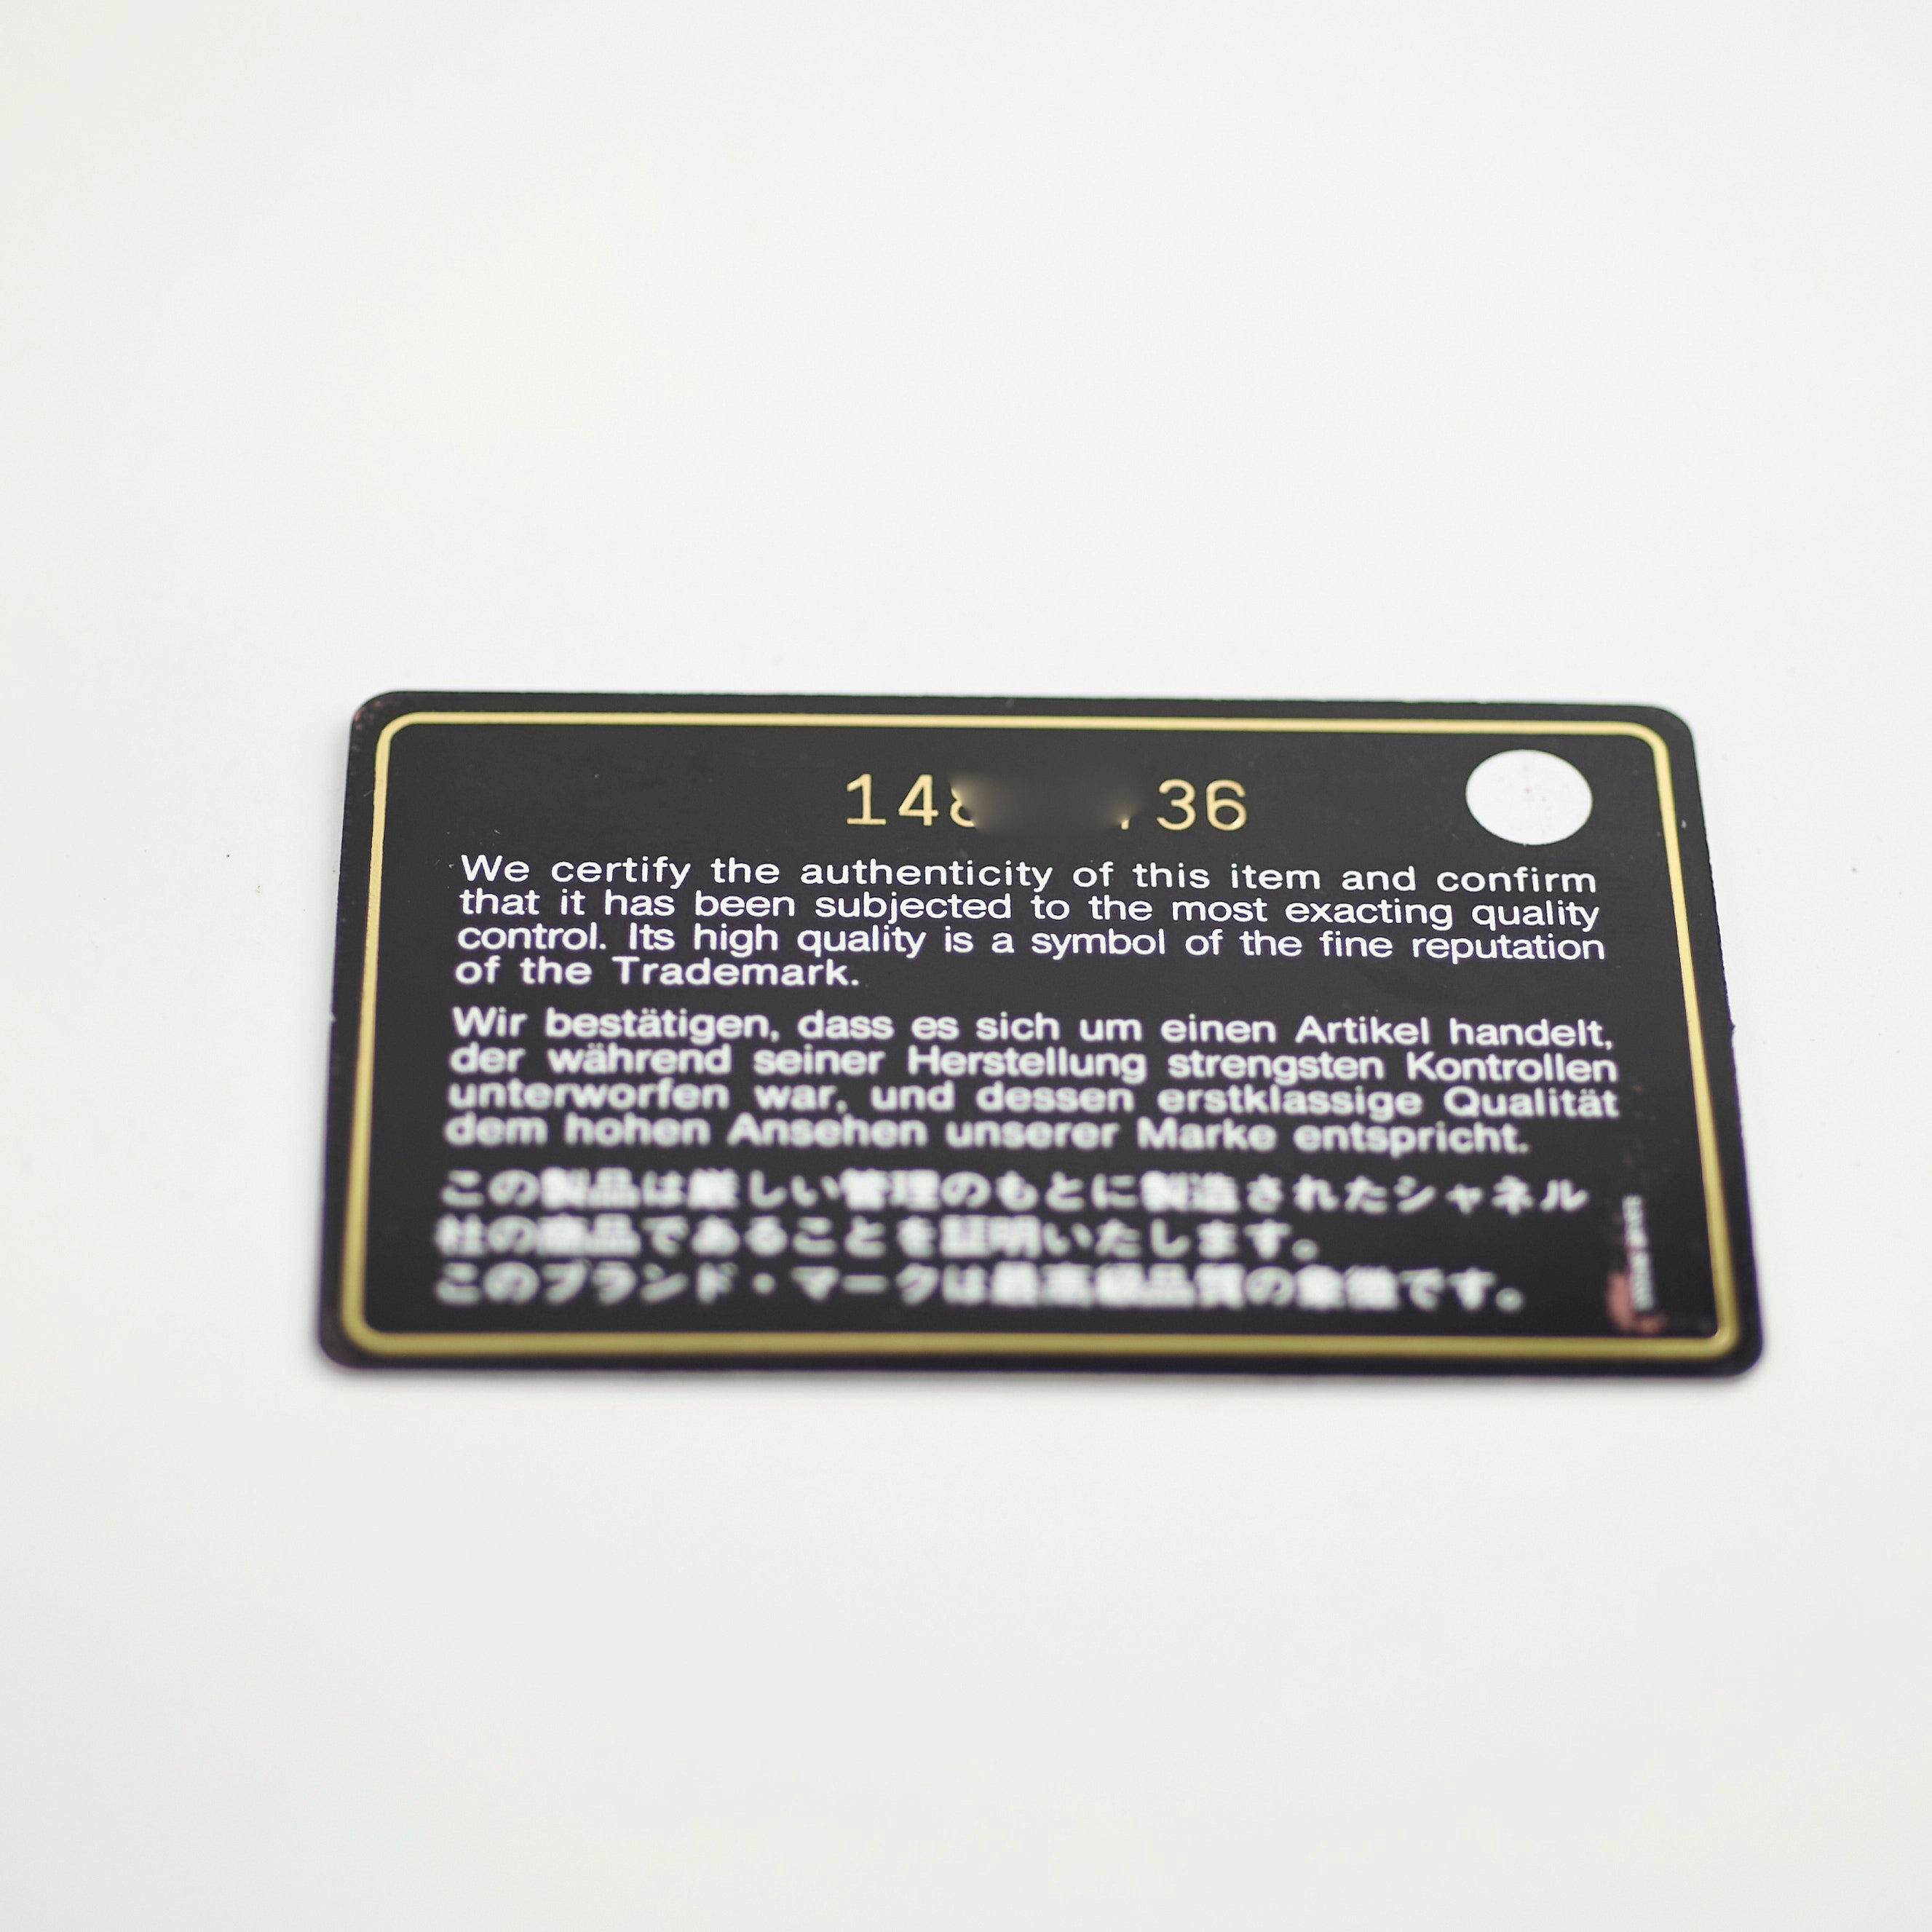 148 36
We certify the authenticity of this item and confirm
that it has been subjected to the most exacting quality
control. Its high quality is a symbol of the fine reputation
of the Trademark.
Wir bestätigen, dass es sich um einen Artikel handelt,
der während seiner Herstellung strengsten Kontrollen
unterworfen war, und dessen erstklassige Qualität
dem hohen Ansehen unserer Marke entspricht.
この製品は厳しい管理のもとに製造されたシャネル
社の商品であることを証明いたします。
このブランド・マークは最高級品質の象徴です。